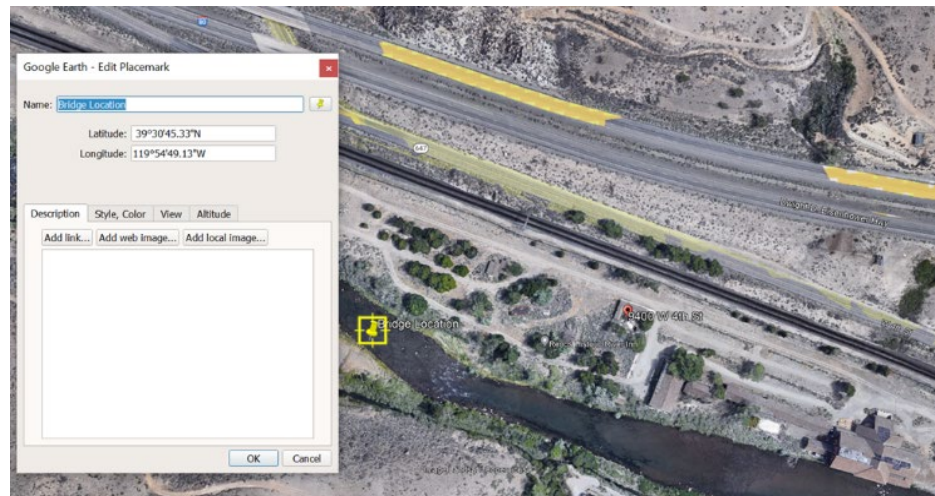 80
Google Earth - Edit Placemark
Name: Bridge Location
Latitude: 39°30'45.33"N
Longitude: 119°54'49.13"W
647
Description Style, Color View Altitude
Add link... Add web image... Add local image...
Bridge Location
9400 W 4th St
OK Cancel